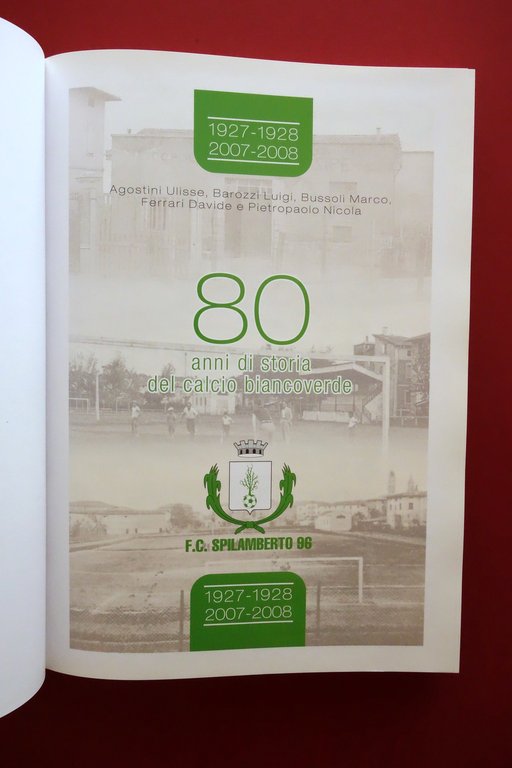 1927-1928
2007-2008
Agostini Ulisse, Barozzi Luigi, Bussoli Marco,
Ferrari Davide e Pietropaolo Nicola
80
anni di storia
del calcio biancoverde
F.C. SPILAMBERTO 96
1927-1928
2007-2008